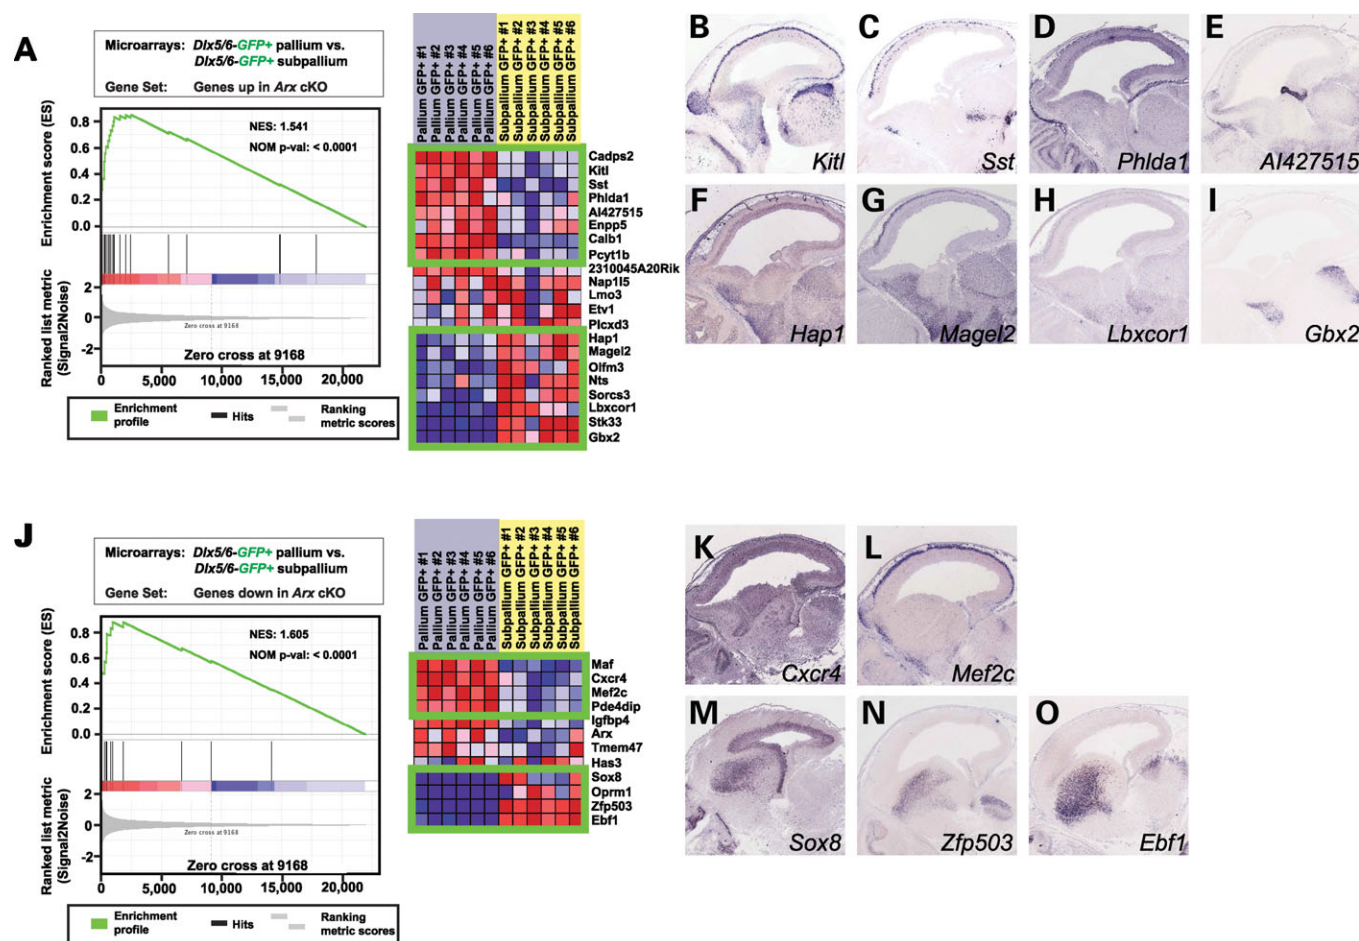 A
Microarrays: Dlx5/6-GFP+ pallium vs.
Dlx5/6-GFP+ subpallium
Gene Set: Genes up in Arx cKO
Enrichment score (ES)
0.8
0.6
0.4
0.2
0.0
NES: 1.541
NOM p-val: < 0.0001
Ranked list metric
(Signal2Noise)
2
0
-2
Zero cross at 9168
Zero cross at 9168
0
5,000
10,000
15,000
20,000
Enrichment
profile
Hits
Ranking
metric scores
Pallium GFP+ #1
Pallium GFP+ #2
Pallium GFP+ #3
Pallium GFP+ #4
Pallium GFP+ #5
Pallium GFP+ #6
Subpallium GFP+ #1
Subpallium GFP+ #2
Subpallium GFP+ #3
Subpallium GFP+ #4
Subpallium GFP+ #5
Subpallium GFP+ #6
Cadps2
Kitl
Sst
Phlda1
AI427515
Enpp5
Calb1
Pcyt1b
2310045A20Rik
Nap1l5
Lmo3
Etv1
Plcxd3
Hap1
Magel2
Olfm3
Nts
Sorcs3
Lbxcor1
Stk33
Gbx2
B
Kitl
C
Sst
D
Phlda1
E
AI427515
F
Hap1
G
Magel2
H
Lbxcor1
I
Gbx2
J
Microarrays: Dlx5/6-GFP+ pallium vs.
Dlx5/6-GFP+ subpallium
Gene Set: Genes down in Arx cKO
Enrichment score (ES)
0.8
0.6
0.4
0.2
0.0
NES: 1.605
NOM p-val: < 0.0001
Ranked list metric
(Signal2Noise)
2
0
-2
Zero cross at 9168
Zero cross at 9168
0
5,000
10,000
15,000
20,000
Enrichment
profile
Hits
Ranking
metric scores
Pallium GFP+ #1
Pallium GFP+ #2
Pallium GFP+ #3
Pallium GFP+ #4
Pallium GFP+ #5
Pallium GFP+ #6
Subpallium GFP+ #1
Subpallium GFP+ #2
Subpallium GFP+ #3
Subpallium GFP+ #4
Subpallium GFP+ #5
Subpallium GFP+ #6
Maf
Cxcr4
Mef2c
Pde4dip
Igfbp4
Arx
Tmem47
Has3
Sox8
Oprm1
Zfp503
Ebf1
K
Cxcr4
L
Mef2c
M
Sox8
N
Zfp503
O
Ebf1